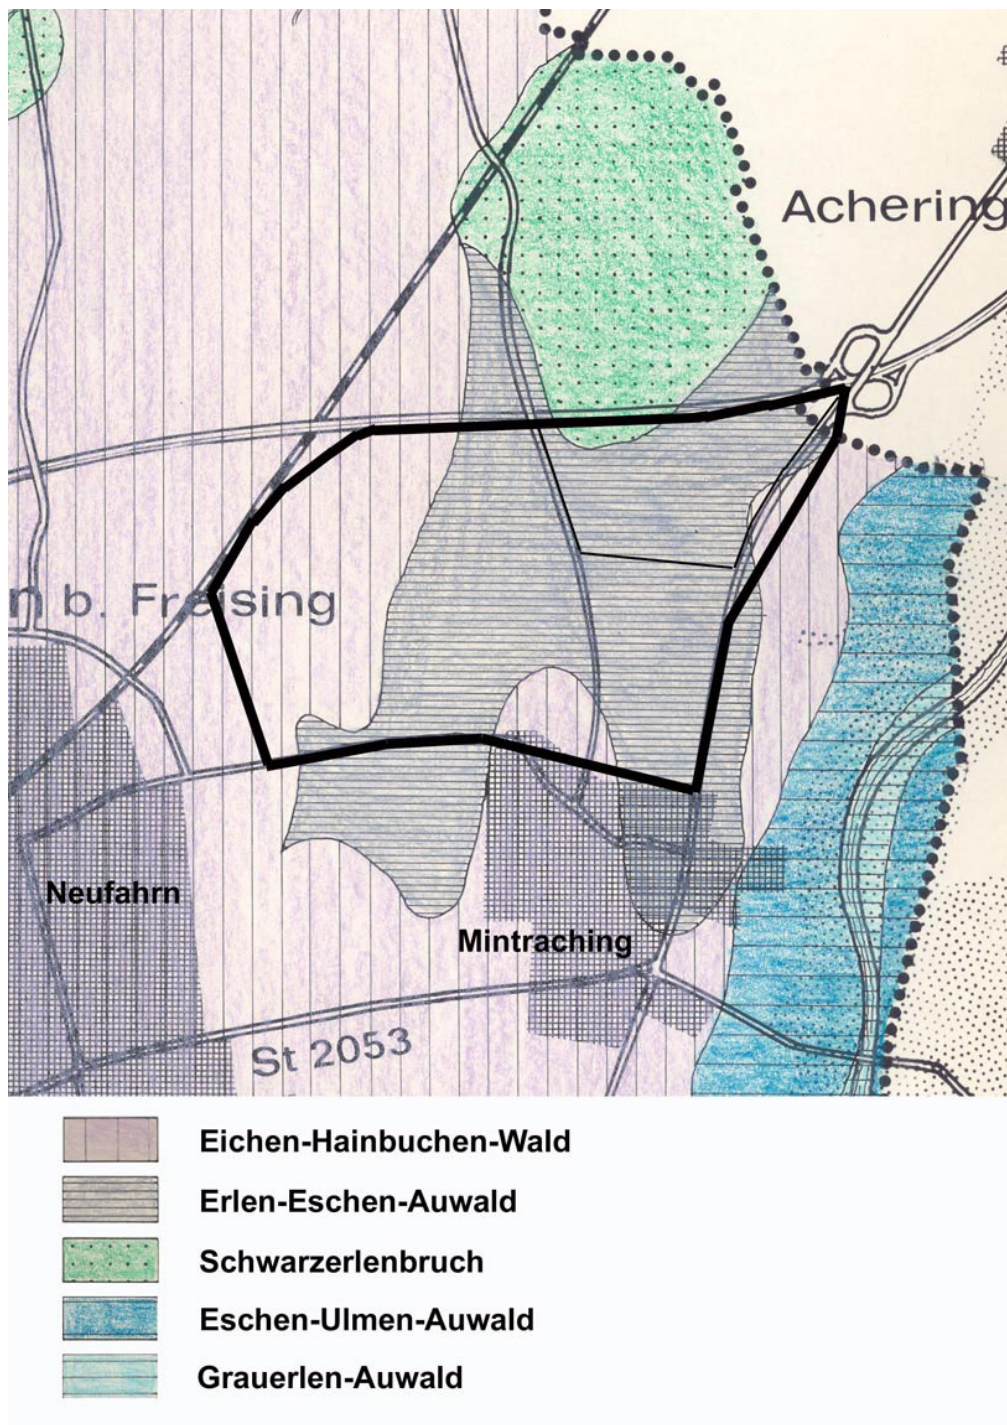 Achering
n b. Freising
Neufahrn
Mintraching
St 2053
Eichen-Hainbuchen-Wald
Erlen-Eschen-Auwald
Schwarzerlenbruch
Eschen-Ulmen-Auwald
Grauerlen-Auwald